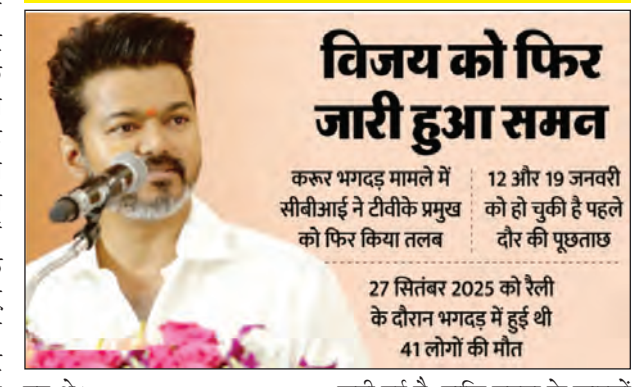 विजय को फिर
जारी हुआ समन
करूर भगदड़ मामले में
सीबीआई ने टीवीके प्रमुख
को फिर किया तलब
12 और 19 जनवरी
को हो चुकी है पहले
दौर की पूछताछ
27 सितंबर 2025 को रैली
के दौरान भगदड़ में हुई थी
41 लोगों की मौत